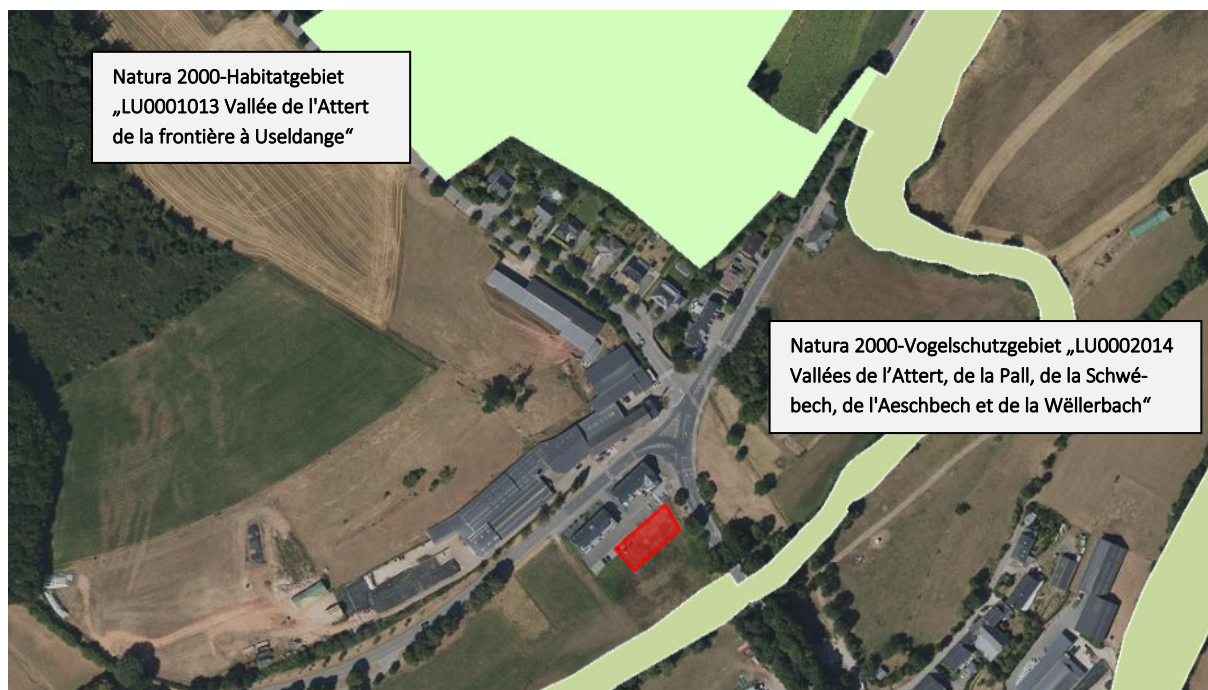 Natura 2000-Habitatgebiet
„LU0001013 Vallée de l'Attert
de la frontière à Useldange“
Natura 2000-Vogelschutzgebiet „LU0002014
Vallées de l’Attert, de la Pall, de la Schwé-
bech, de l'Aeschbech et de la Wëllerbach“